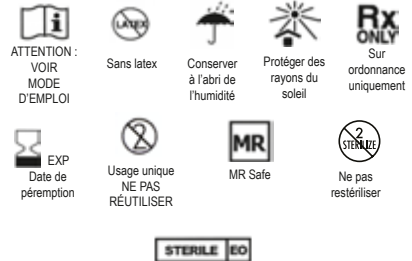 i
LATEX
Rx
ONLY
ATTENTION :
VOIR
MODE
D'EMPLOI
Sans latex
Conserver
à l'abri de
l'humidité
Protéger des
rayons du
soleil
Sur
ordonnance
uniquement
EXP
Date de
péremption
2
Usage unique
NE PAS
RÉUTILISER
MR
MR Safe
2
STERILIZE
Ne pas
restériliser
STERILE EO